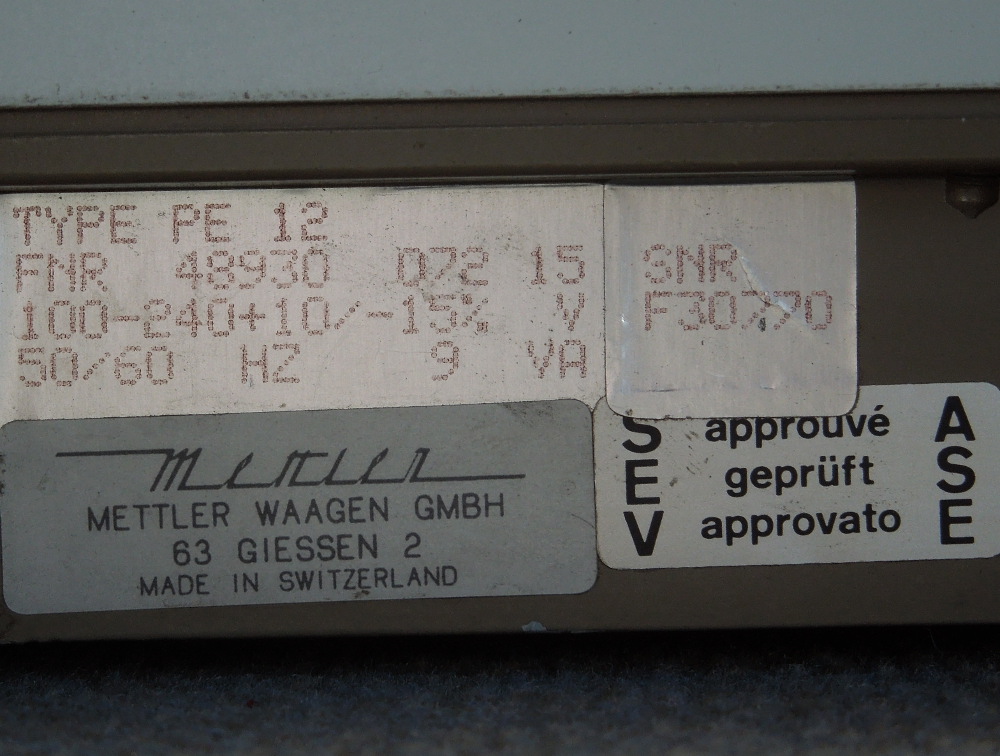 TYPE PE 12
FNR 48930 072 15
100-240+10/-15% V
50/60 HZ 9 VA
SNR
F30770
Mettler
METTLER WAAGEN GMBH
63 GIESSEN 2
MADE IN SWITZERLAND
S approuvé A
E geprüft S
V approvato E